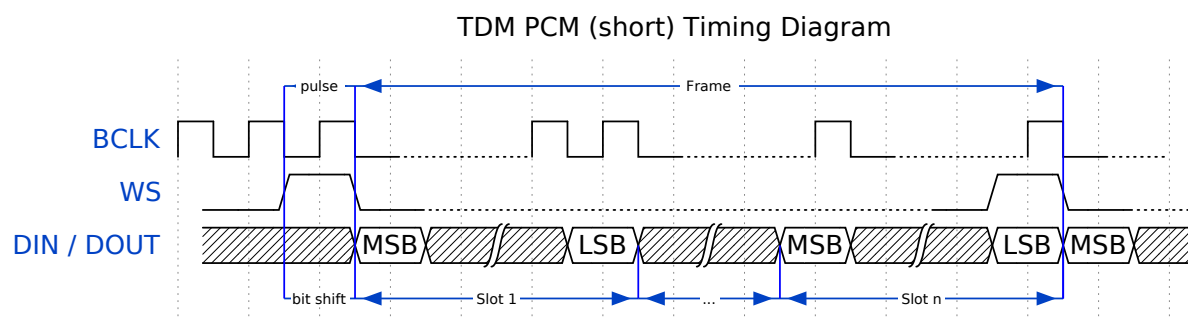 TDM PCM (short) Timing Diagram
pulse Frame
BCLK
WS
DIN / DOUT MSB LSB MSB LSB MSB
bit shift Slot 1 ... Slot n